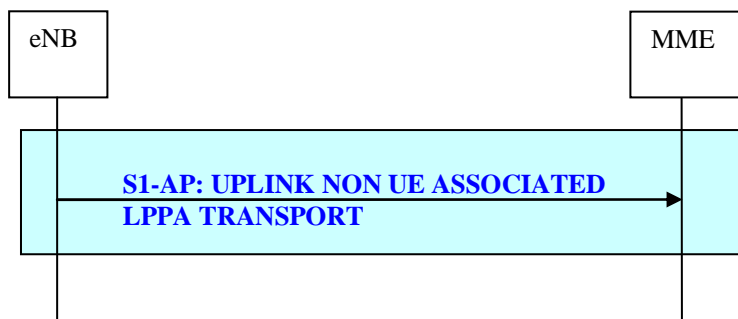 eNB
MME
S1-AP: UPLINK NON UE ASSOCIATED
LPPA TRANSPORT